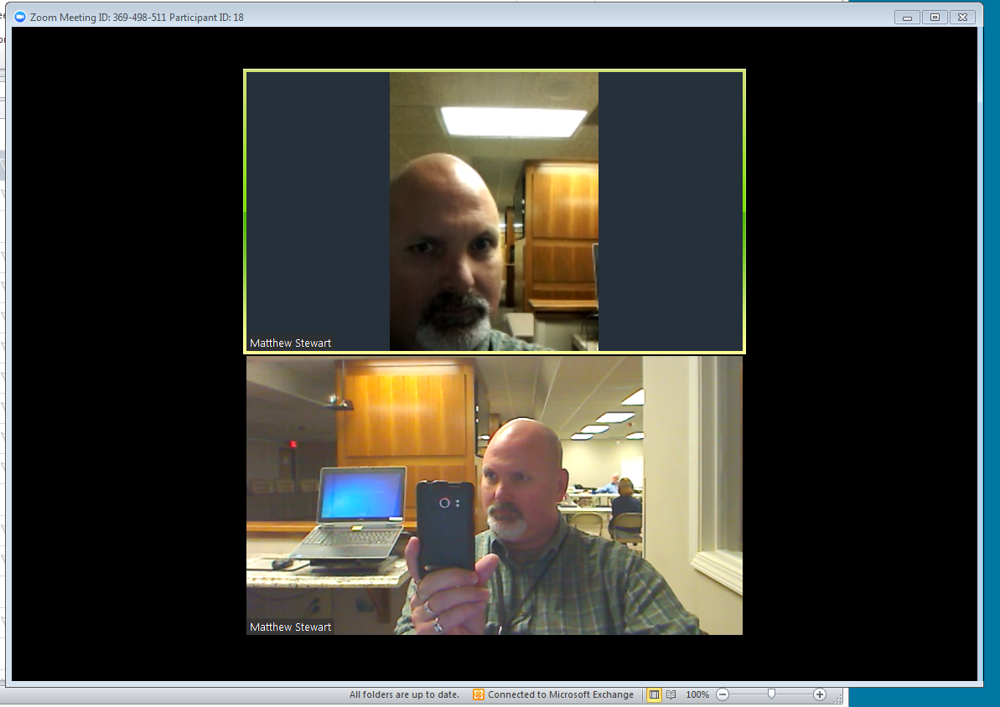 Zoom Meeting ID: 369-498-511 Participant ID: 18
Matthew Stewart
Matthew Stewart
All folders are up to date.
Connected to Microsoft Exchange
100%